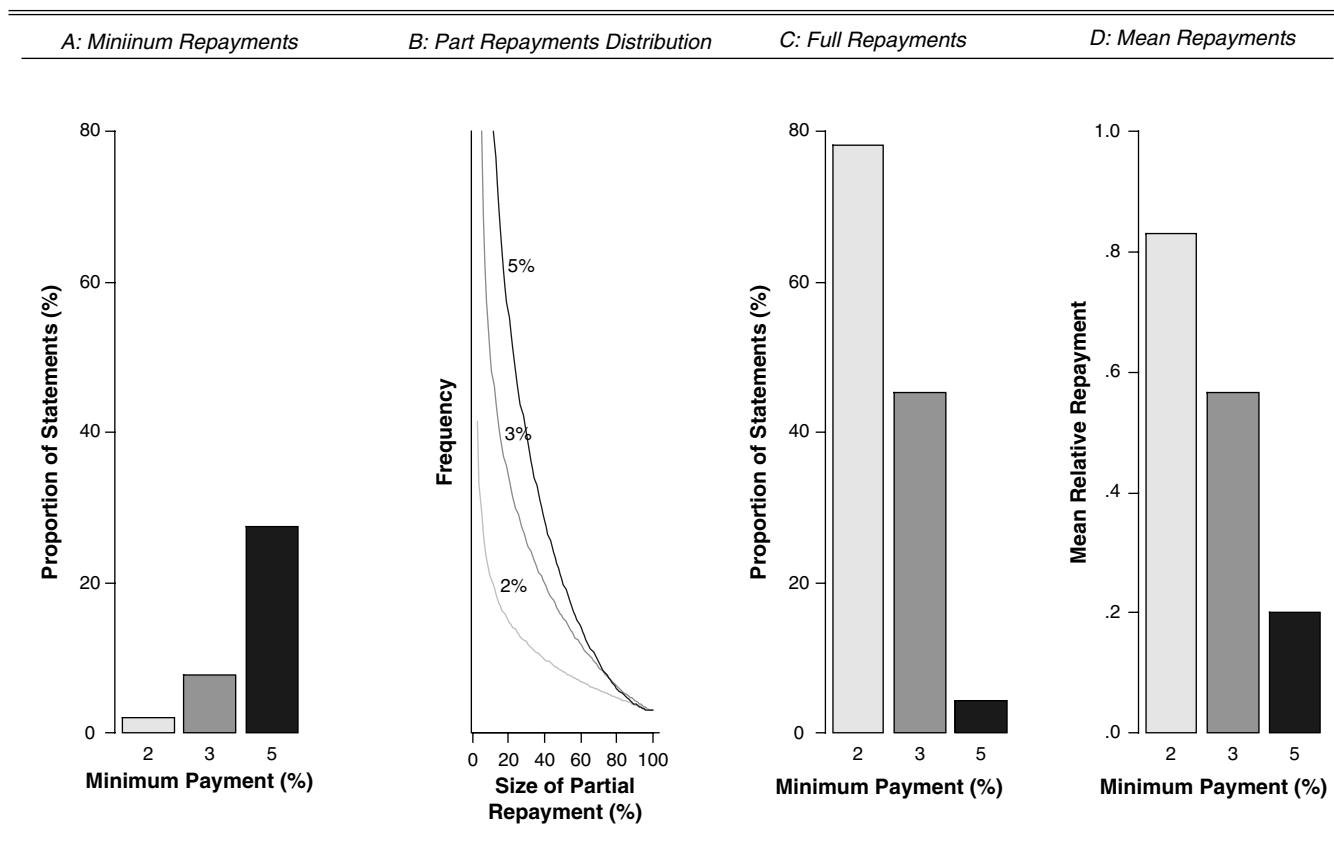 A: Miniinum Repayments
B: Part Repayments Distribution
C: Full Repayments
D: Mean Repayments
Proportion of Statements (%)
80
60
40
20
0
2 3 5
Minimum Payment (%)
Frequency
5%
3%
2%
0 20 40 60 80 100
Size of Partial
Repayment (%)
Proportion of Statements (%)
80
60
40
20
0
2 3 5
Minimum Payment (%)
Mean Relative Repayment
1.0
.8
.6
.4
.2
.0
2 3 5
Minimum Payment (%)